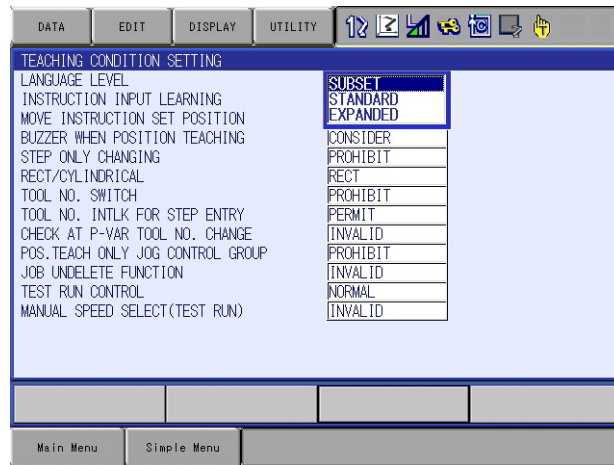 DATA EDIT DISPLAY UTILITY
TEACHING CONDITION SETTING
LANGUAGE LEVEL SUBSET
INSTRUCTION INPUT LEARNING STANDARD
MOVE INSTRUCTION SET POSITION EXPANDED
BUZZER WHEN POSITION TEACHING CONSIDER
STEP ONLY CHANGING PROHIBIT
RECT/CYLINDRICAL RECT
TOOL NO. SWITCH PROHIBIT
TOOL NO. INTLK FOR STEP ENTRY PERMIT
CHECK AT P-VAR TOOL NO. CHANGE INVALID
POS.TEACH ONLY JOG CONTROL GROUP PROHIBIT
JOB UNDELETE FUNCTION INVALID
TEST RUN CONTROL NORMAL
MANUAL SPEED SELECT(TEST RUN) INVALID
Main Menu Simple Menu